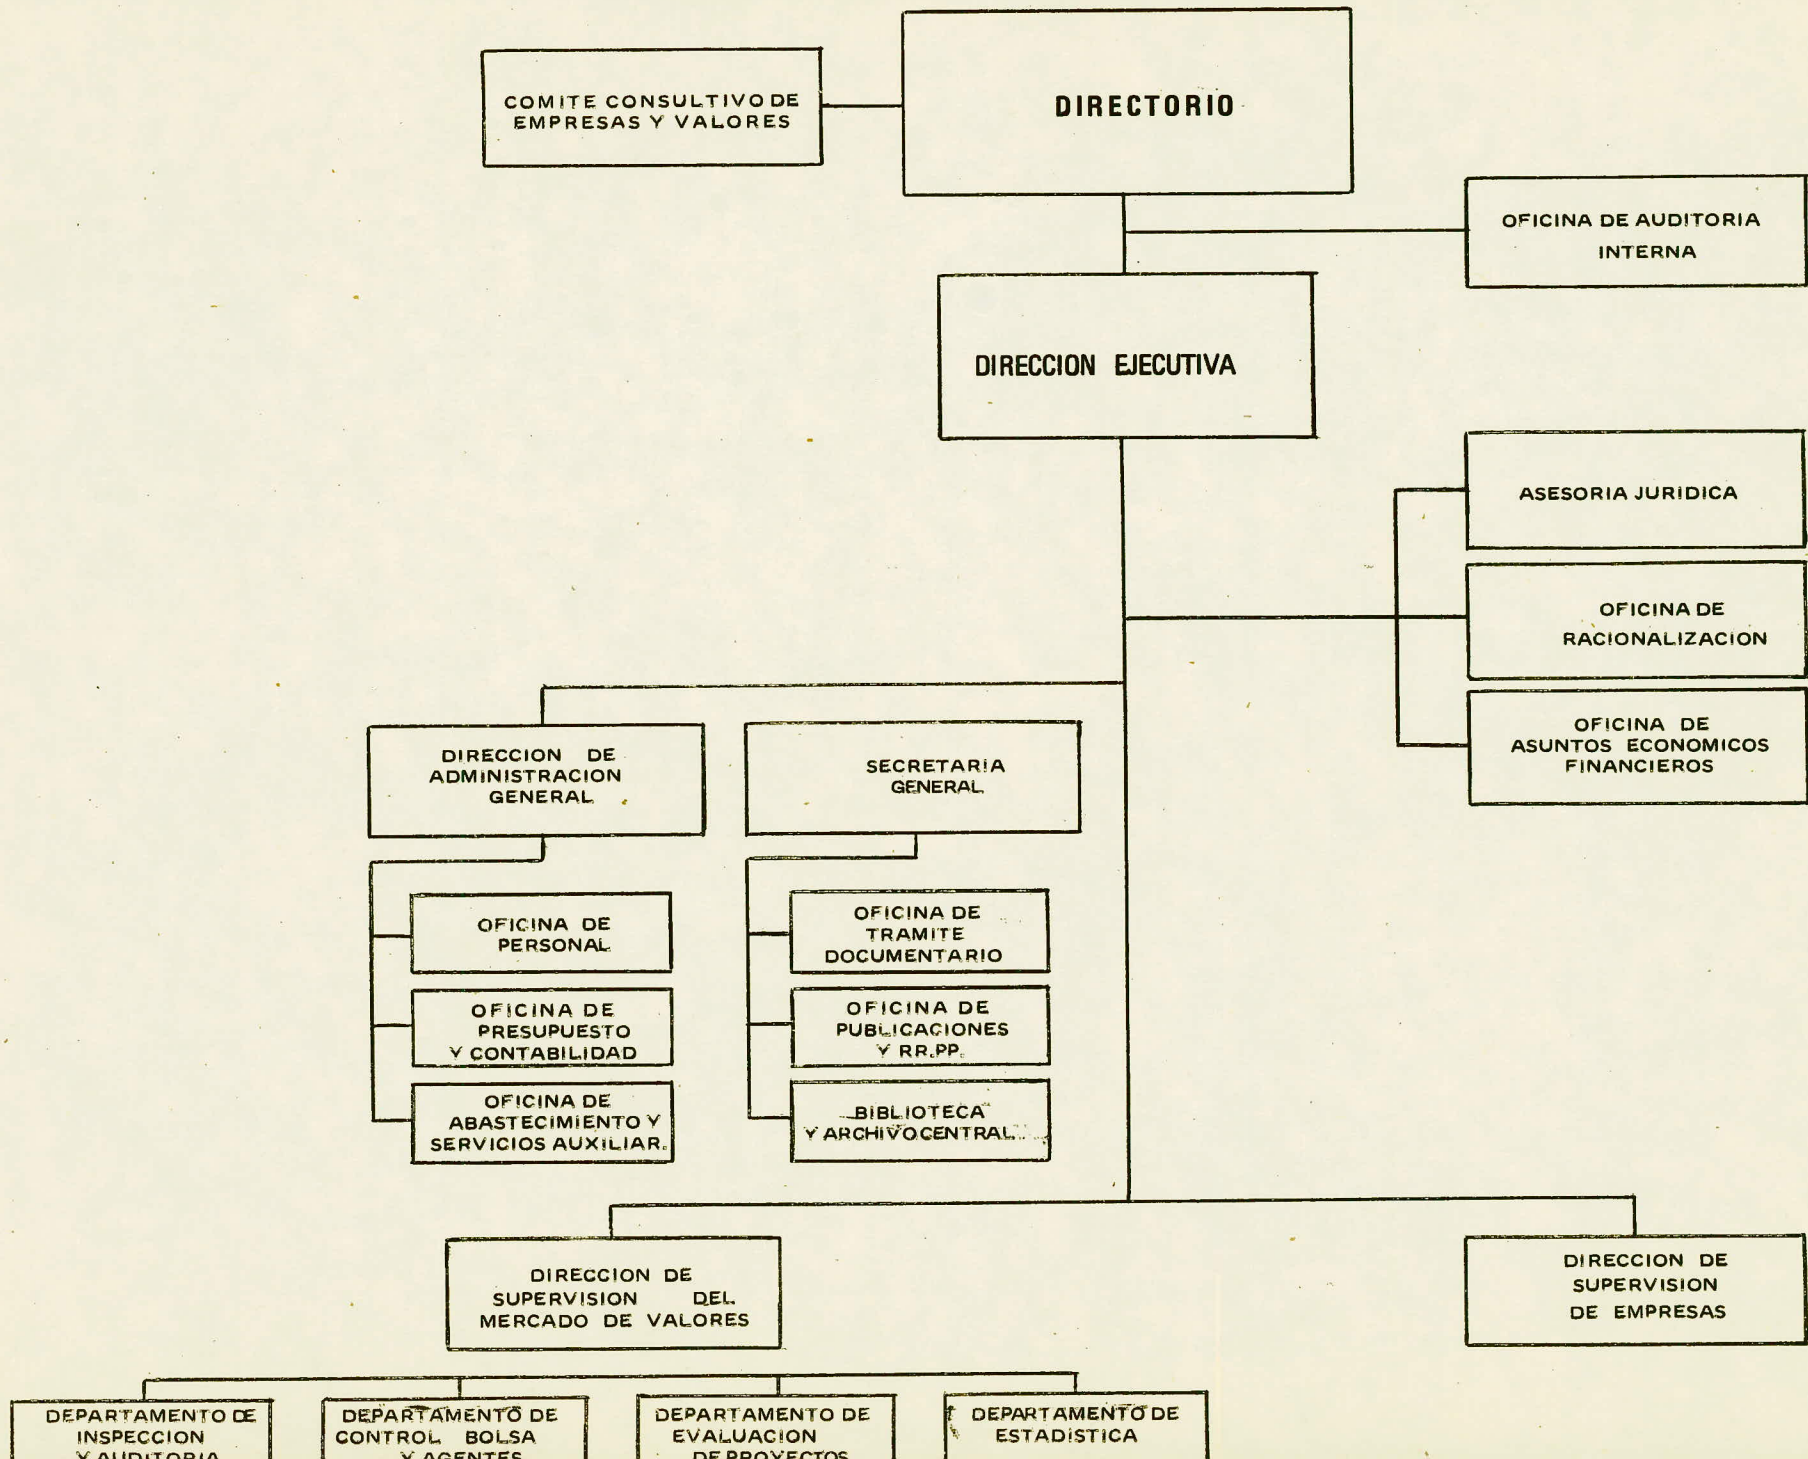 COMITE CONSULTIVO DE
EMPRESAS Y VALORES
DIRECTORIO
OFICINA DE AUDITORIA
INTERNA
DIRECCION EJECUTIVA
ASESORIA JURIDICA
OFICINA DE
RACIONALIZACION
OFICINA DE
ASUNTOS ECONOMICOS
FINANCIEROS
DIRECCION DE
ADMINISTRACION
GENERAL
SECRETARIA
GENERAL
OFICINA DE
PERSONAL
OFICINA DE
PRESUPUESTO
Y CONTABILIDAD
OFICINA DE
ABASTECIMIENTO Y
SERVICIOS AUXILIAR.
OFICINA DE
TRAMITE
DOCUMENTARIO
OFICINA DE
PUBLICACIONES
Y RR.PP.
BIBLIOTECA
Y ARCHIVO CENTRAL
DIRECCION DE
SUPERVISION DEL
MERCADO DE VALORES
DIRECCION DE
SUPERVISION
DE EMPRESAS
DEPARTAMENTO DE
INSPECCION
Y AUDITORIA
DEPARTAMENTO DE
CONTROL BOLSA
Y AGENTES
DEPARTAMENTO DE
EVALUACION
DE PROYECTOS
DEPARTAMENTO DE
ESTADISTICA